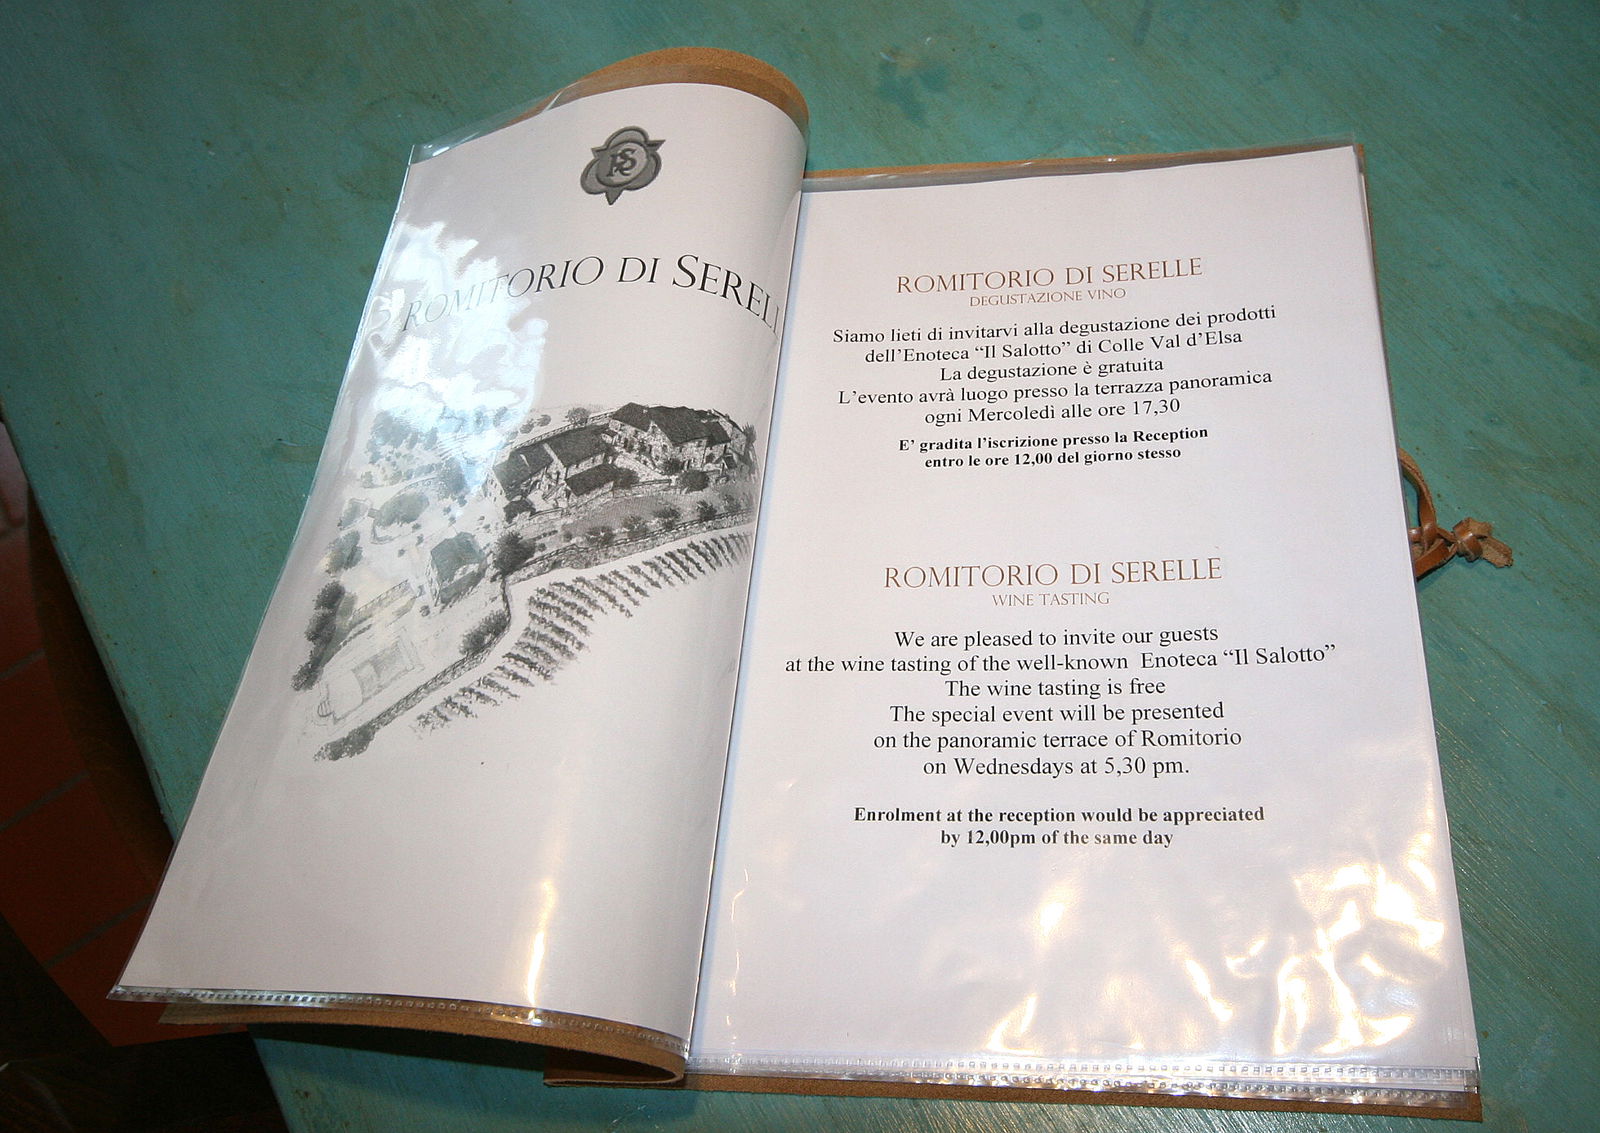 RS
ROMITORIO DI SEREL
ROMITORIO DI SERELLE
DEGUSTAZIONE VINO
Siamo lieti di invitarvi alla degustazione dei prodotti
dell'Enoteca “Il Salotto” di Colle Val d'Elsa
La degustazione è gratuita
L'evento avrà luogo presso la terrazza panoramica
ogni Mercoledì alle ore 17,30
E' gradita l'iscrizione presso la Reception
entro le ore 12,00 del giorno stesso
ROMITORIO DI SERELLE
WINE TASTING
We are pleased to invite our guests
at the wine tasting of the well-known Enoteca “Il Salotto”
The wine tasting is free
The special event will be presented
on the panoramic terrace of Romitorio
on Wednesdays at 5,30 pm.
Enrolment at the reception would be appreciated
by 12,00pm of the same day